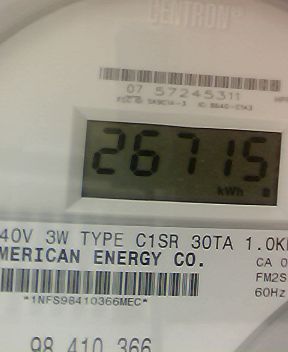 CENTRON
07 57245311
26715
kWh
40V 3W TYPE C1SR 30TA 1.0K
MERICAN ENERGY CO.
CA 0
FM2S
60Hz
*1NFS98410366MEC*
98 410 366